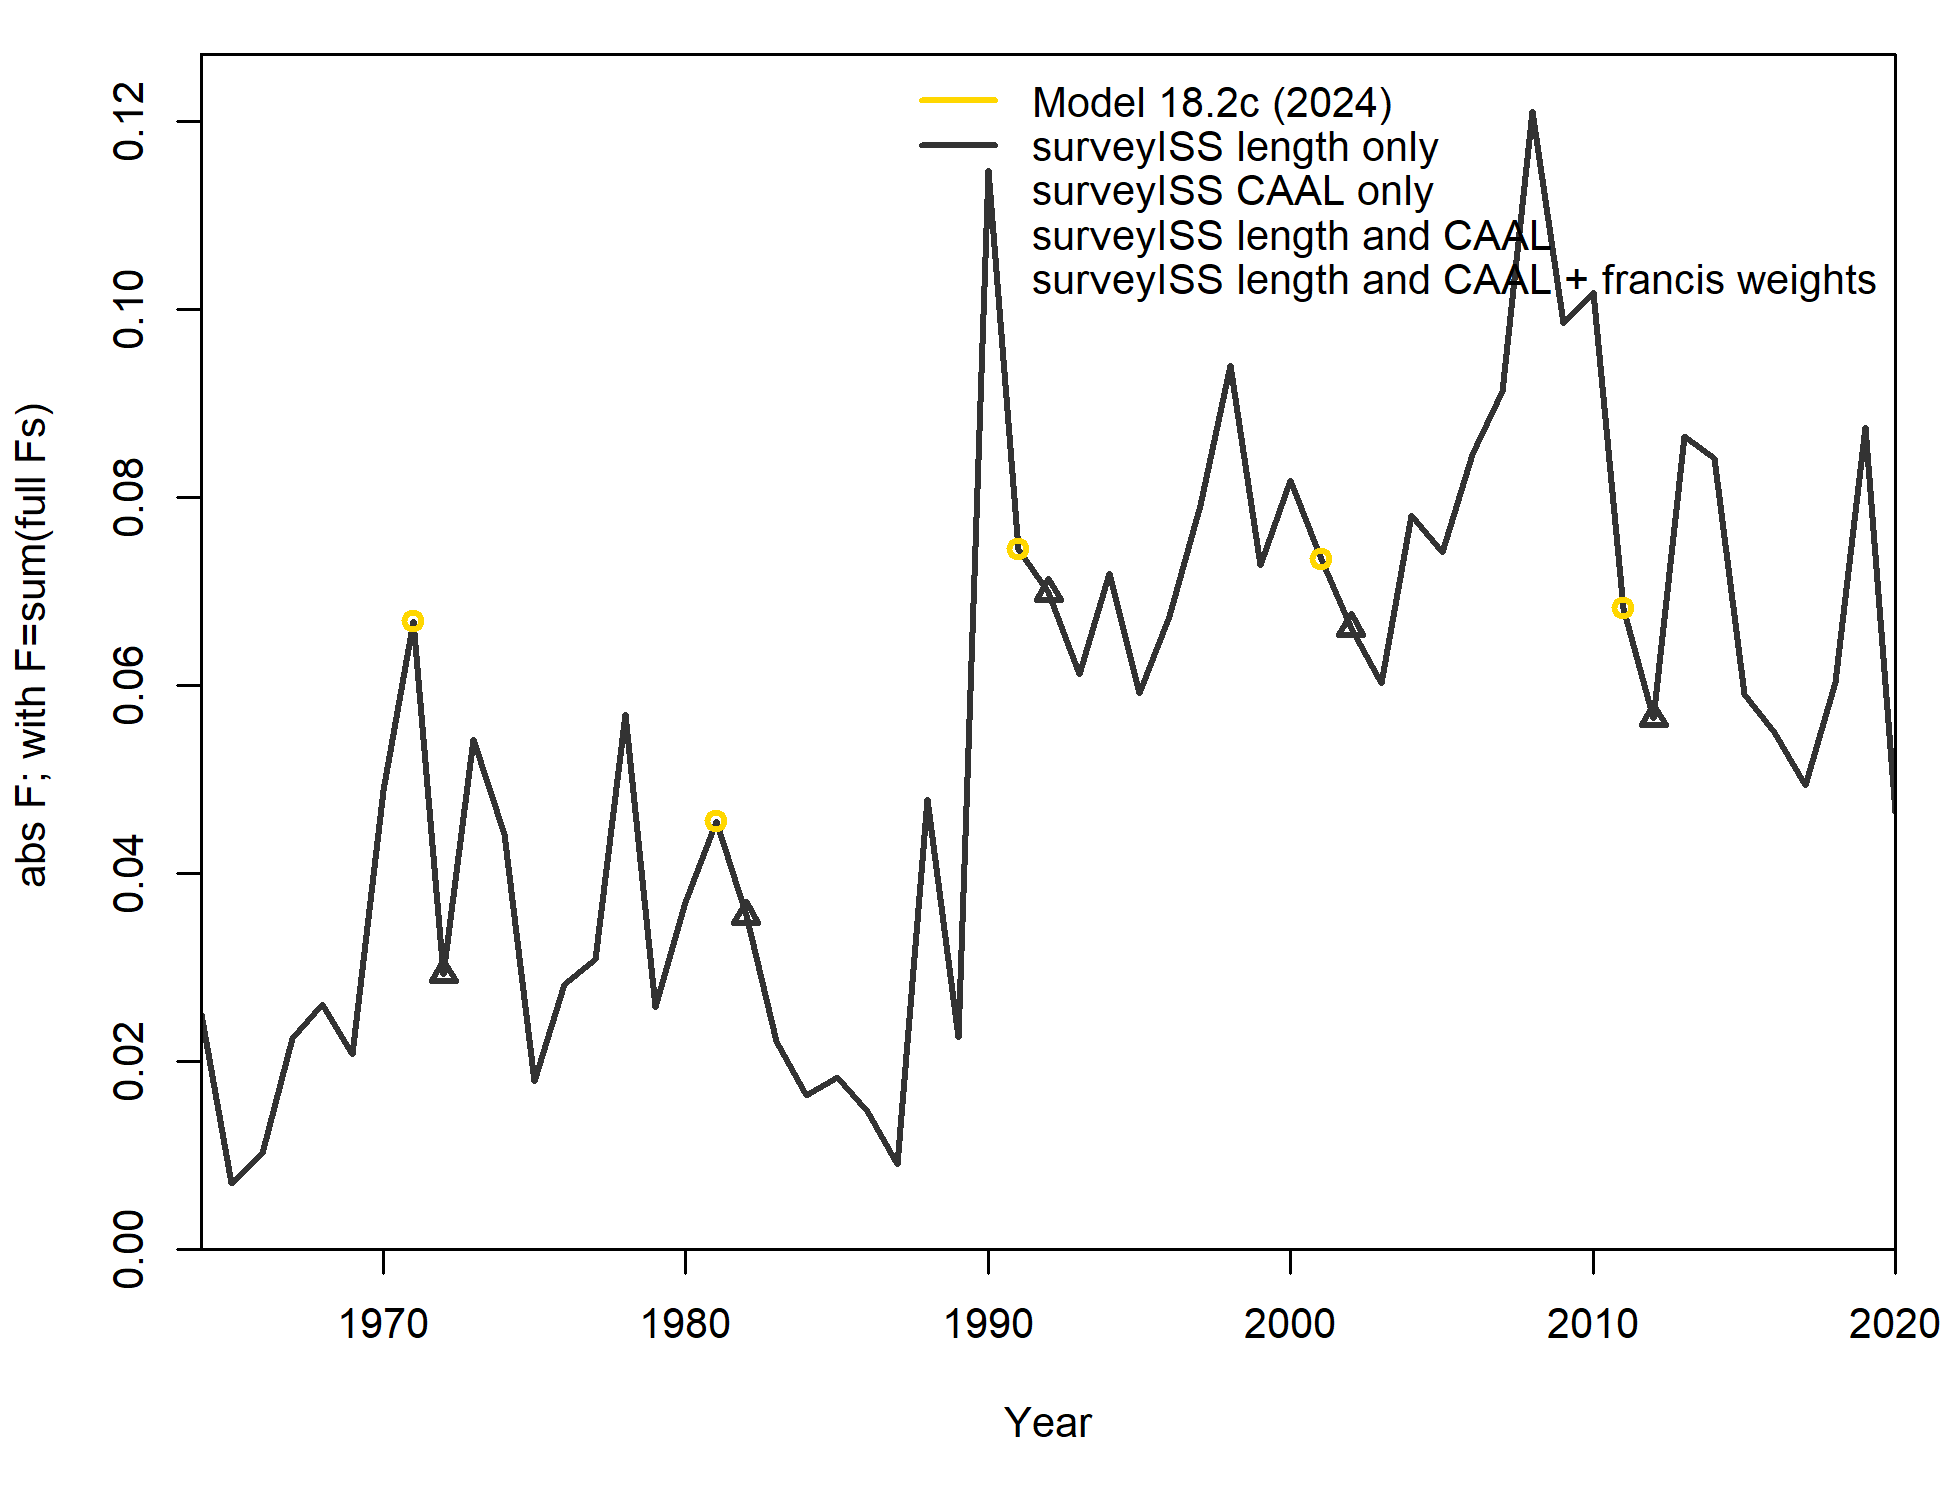 Model 18.2c (2024)
surveyISS length only
surveyISS CAAL only
surveyISS length and CAAL
surveyISS length and CAAL + francis weights
abs F; with F=sum(full Fs)
0.12
0.10
0.08
0.06
0.04
0.02
0.00
1970 1980 1990 2000 2010 2020
Year